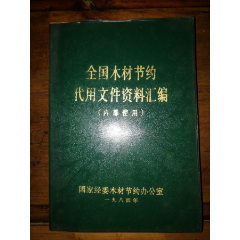 全国木材节约
代用文件资料汇编
（内部使用）
国家经委木材节约办公室
一九八四年